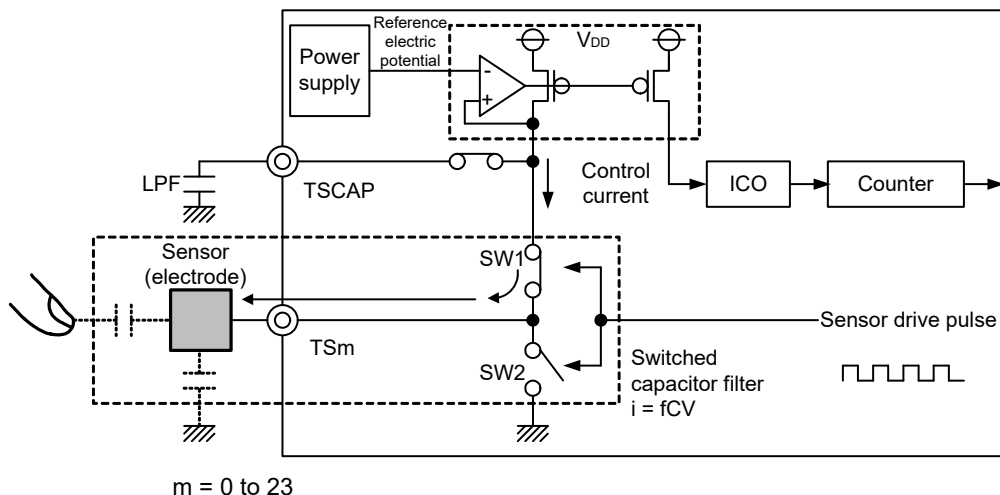 Reference
electric
potential
Power
supply
VDD
-
+
LPF
TSCAP
Control
current
ICO
Counter
Sensor
(electrode)
SW1
TSm
Sensor drive pulse
SW2
Switched
capacitor filter
i = fCV
m = 0 to 23